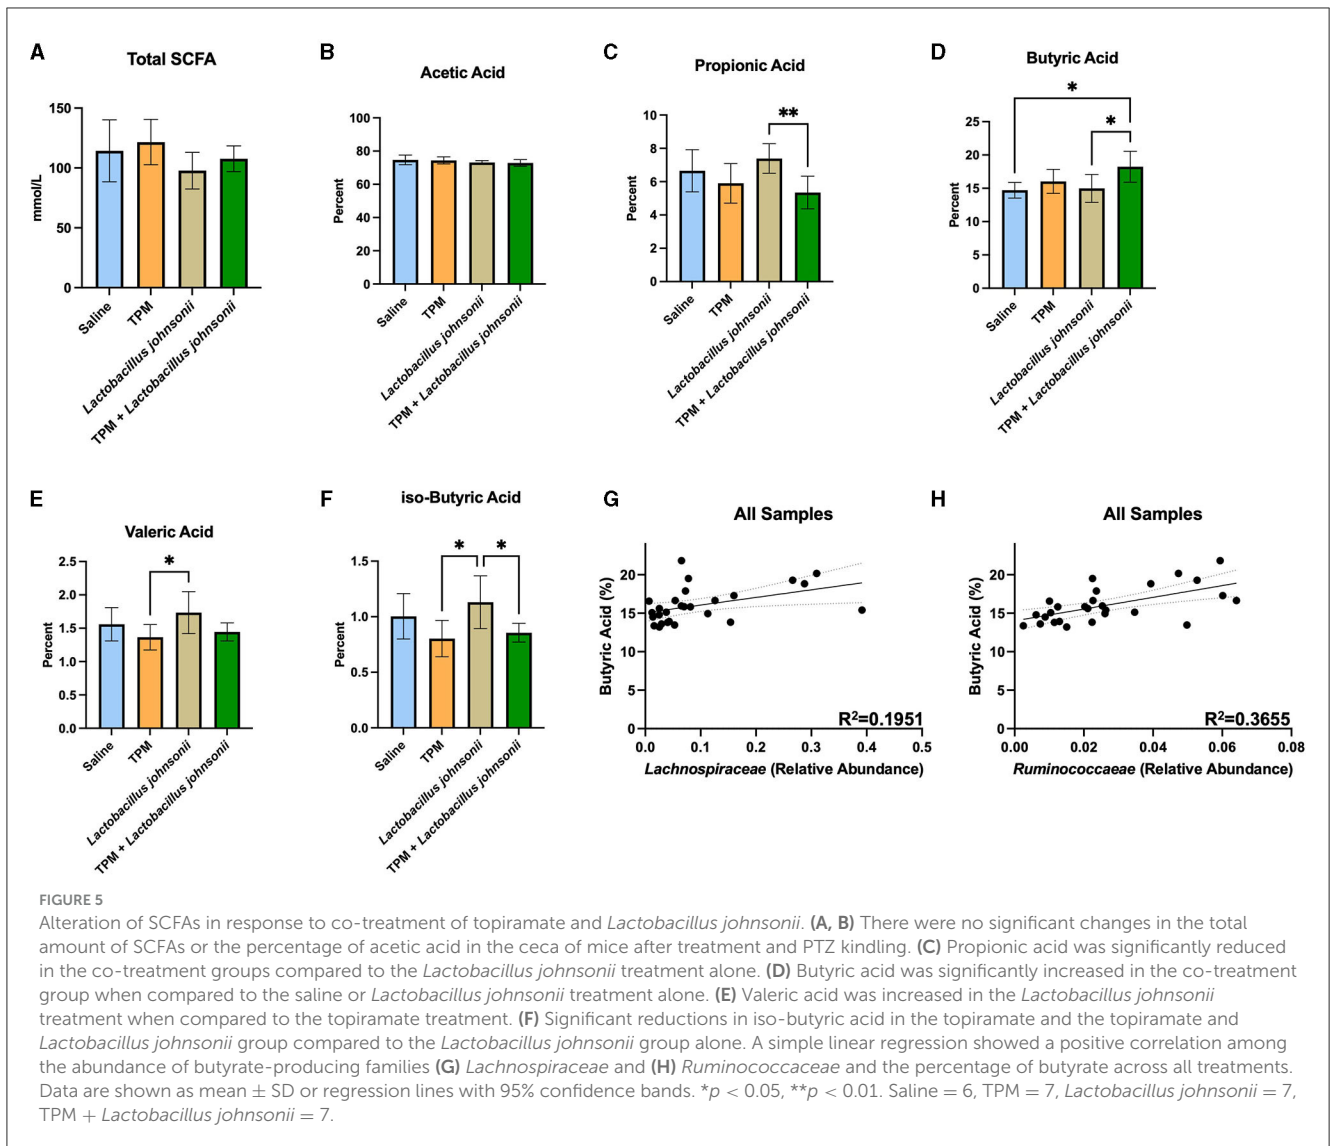 A
Total SCFA
mmol/L
150
100
50
0
Saline
TPM
Lactobacillus johnsonii
TPM + Lactobacillus johnsonii
B
Acetic Acid
Percent
100
80
60
40
20
0
Saline
TPM
Lactobacillus johnsonii
TPM + Lactobacillus johnsonii
C
Propionic Acid
**
Percent
10
8
6
4
2
0
Saline
TPM
Lactobacillus johnsonii
TPM + Lactobacillus johnsonii
D
Butyric Acid
*
*
Percent
25
20
15
10
5
0
Saline
TPM
Lactobacillus johnsonii
TPM + Lactobacillus johnsonii
E
Valeric Acid
*
Percent
2.5
2.0
1.5
1.0
0.5
0.0
Saline
TPM
Lactobacillus johnsonii
TPM + Lactobacillus johnsonii
F
iso-Butyric Acid
*
*
Percent
1.5
1.0
0.5
0.0
Saline
TPM
Lactobacillus johnsonii
TPM + Lactobacillus johnsonii
G
All Samples
Butyric Acid (%)
20
15
10
5
0
R²=0.1951
0.0 0.1 0.2 0.3 0.4 0.5
Lachnospiraceae (Relative Abundance)
H
All Samples
Butyric Acid (%)
20
15
10
5
0
R²=0.3655
0.00 0.02 0.04 0.06 0.08
Ruminococcaeae (Relative Abundance)
FIGURE 5
Alteration of SCFAs in response to co-treatment of topiramate and Lactobacillus johnsonii. (A, B) There were no significant changes in the total
amount of SCFAs or the percentage of acetic acid in the ceca of mice after treatment and PTZ kindling. (C) Propionic acid was significantly reduced
in the co-treatment groups compared to the Lactobacillus johnsonii treatment alone. (D) Butyric acid was significantly increased in the co-treatment
group when compared to the saline or Lactobacillus johnsonii treatment alone. (E) Valeric acid was increased in the Lactobacillus johnsonii
treatment when compared to the topiramate treatment. (F) Significant reductions in iso-butyric acid in the topiramate and the topiramate and
Lactobacillus johnsonii group compared to the Lactobacillus johnsonii group alone. A simple linear regression showed a positive correlation among
the abundance of butyrate-producing families (G) Lachnospiraceae and (H) Ruminococcaceae and the percentage of butyrate across all treatments.
Data are shown as mean ± SD or regression lines with 95% confidence bands. *p < 0.05, **p < 0.01. Saline = 6, TPM = 7, Lactobacillus johnsonii = 7,
TPM + Lactobacillus johnsonii = 7.